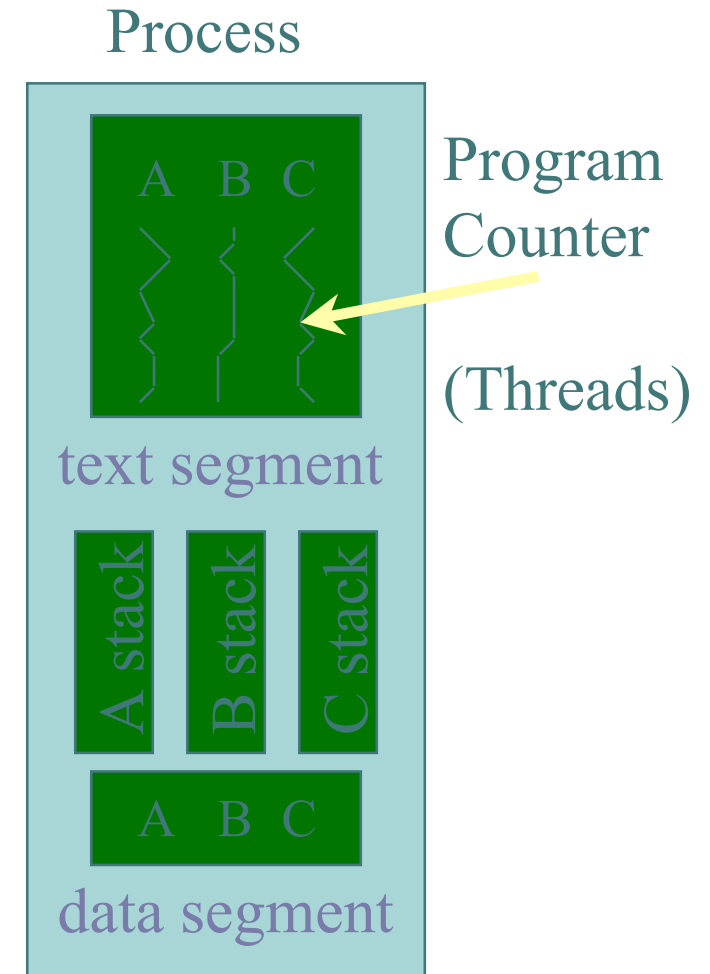 Process
A B C
Program
Counter
(Threads)
text segment
A stack
B stack
C stack
A B C
data segment